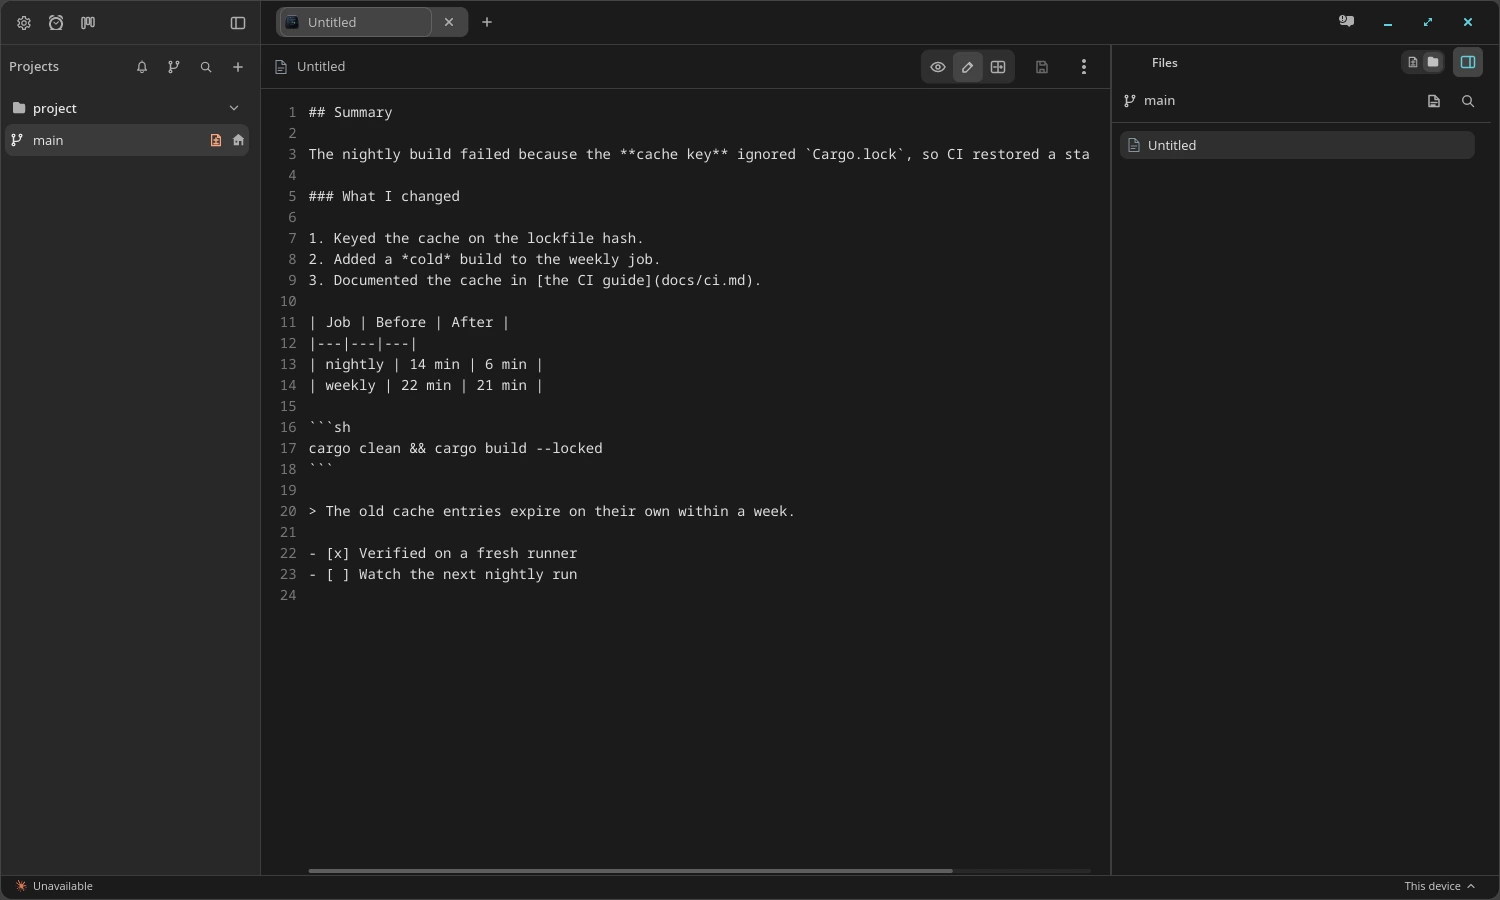 Untitled
Projects
Untitled
Files
project
main
main
Untitled
1 ## Summary
2
3 The nightly build failed because the **cache key** ignored `Cargo.lock`, so CI restored a sta
4
5 ### What I changed
6
7 1. Keyed the cache on the lockfile hash.
8 2. Added a *cold* build to the weekly job.
9 3. Documented the cache in [the CI guide](docs/ci.md).
10
11 | Job | Before | After |
12 |---|---|---|
13 | nightly | 14 min | 6 min |
14 | weekly | 22 min | 21 min |
15
16 ```sh
17 cargo clean && cargo build --locked
18 ```
19
20 > The old cache entries expire on their own within a week.
21
22 - [x] Verified on a fresh runner
23 - [ ] Watch the next nightly run
24
Unavailable
This device